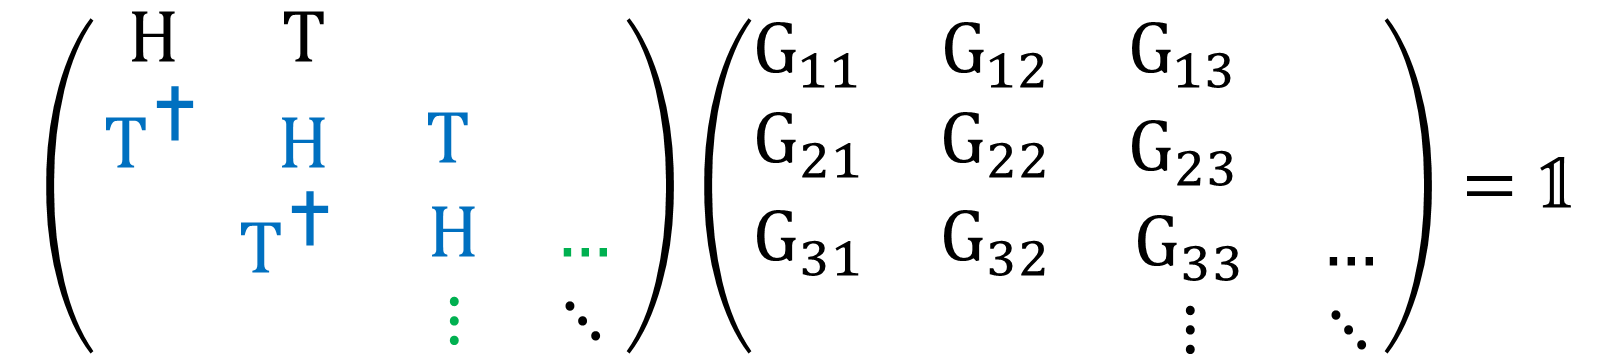 ( H T ) ( G₁₁ G₁₂ G₁₃ ) = 𝟙
T† H T G₂₁ G₂₂ G₂₃
T† H ⋯ G₃₁ G₃₂ G₃₃ ⋯
⋮ ⋱ ⋮ ⋱